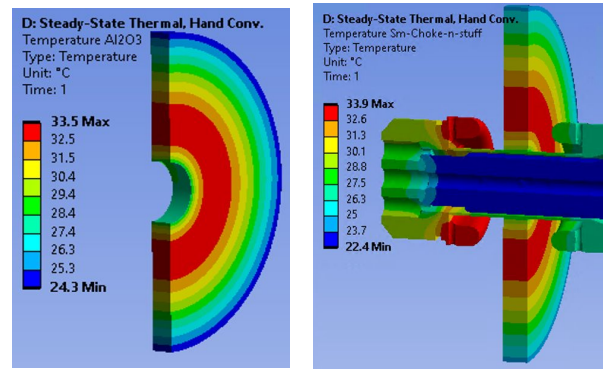 D: Steady-State Thermal, Hand Conv.
Temperature Al2O3
Type: Temperature
Unit: °C
Time: 1
33.5 Max
32.5
31.5
30.4
29.4
28.4
27.4
26.3
25.3
24.3 Min
D: Steady-State Thermal, Hand Conv.
Temperature Sm-Choke-n-stuff
Type: Temperature
Unit: °C
Time: 1
33.9 Max
32.6
31.3
30.1
28.8
27.5
26.3
25
23.7
22.4 Min